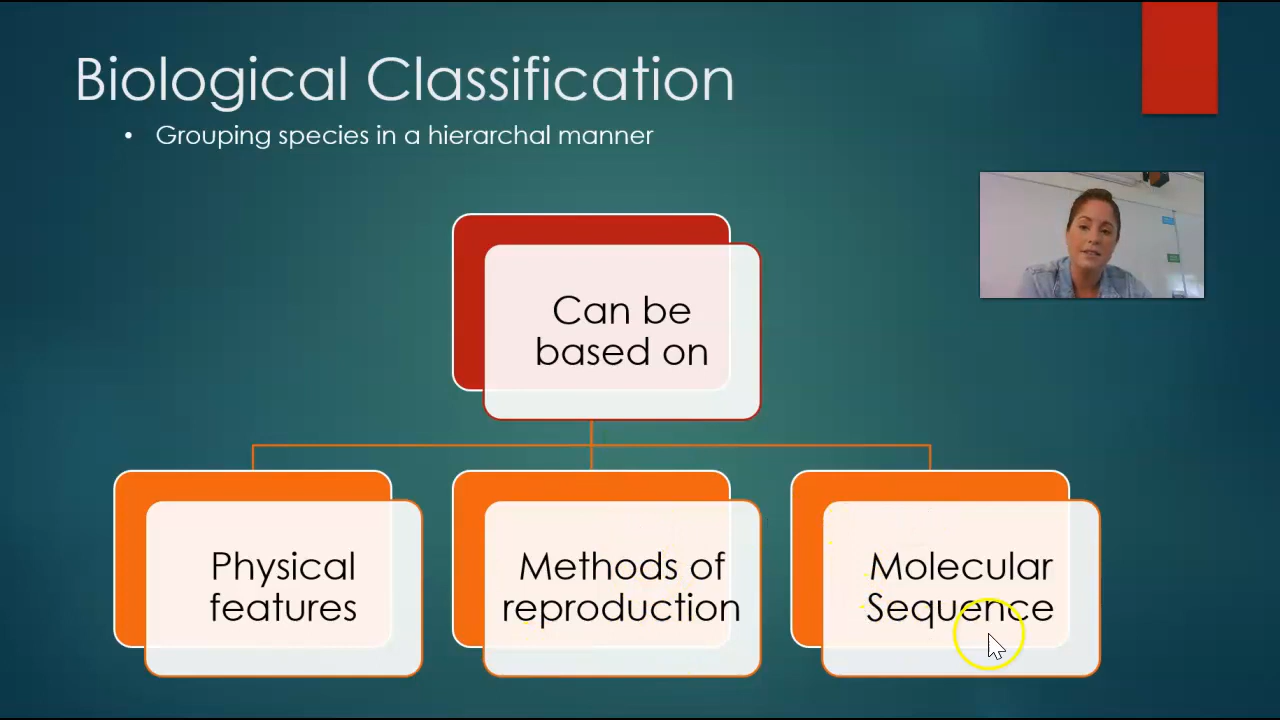 Biological Classification
• Grouping species in a hierarchal manner
Can be
based on
Physical
features
Methods of
reproduction
Molecular
Sequence